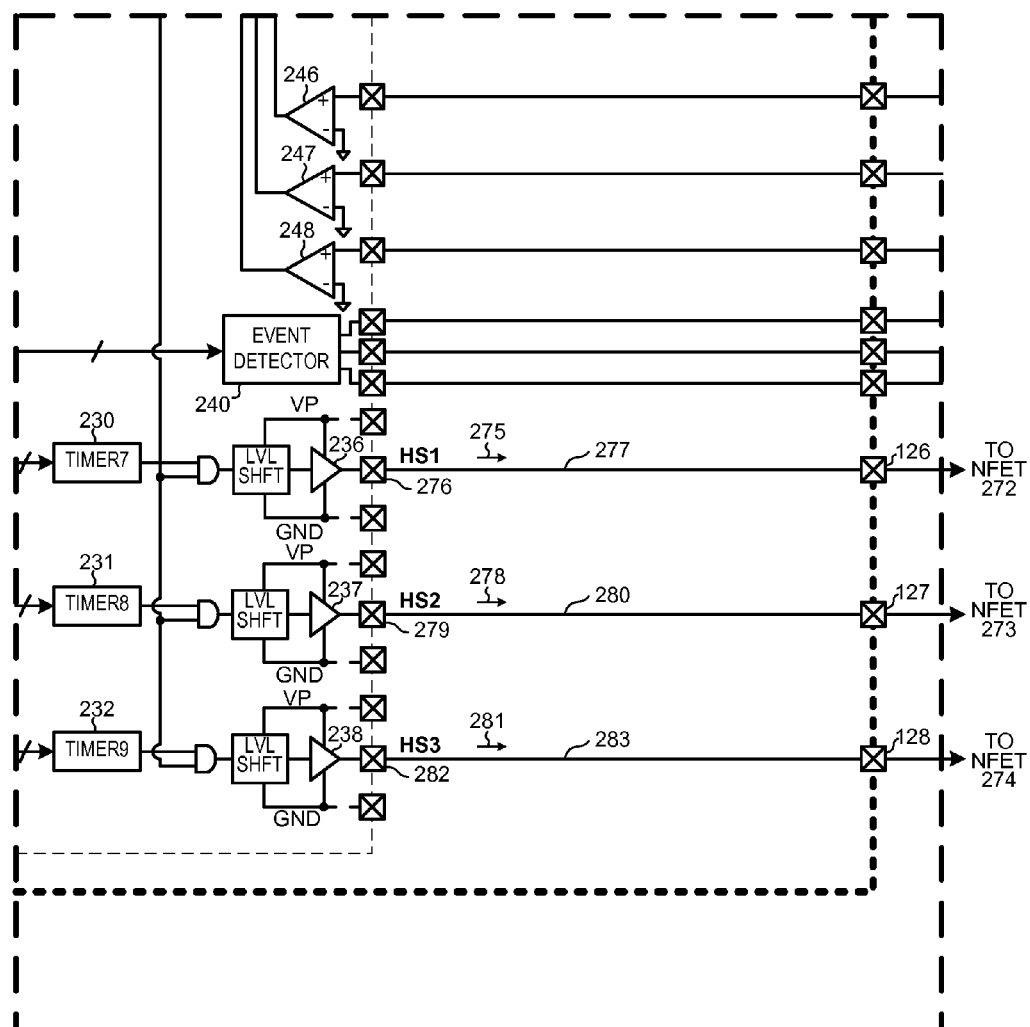 246
+
-
247
+
-
248
+
-
EVENT
DETECTOR
240
VP
230
TIMER7
LVL
SHFT
236
HS1
275
277
126
TO
NFET
272
276
GND
VP
231
TIMER8
LVL
SHFT
237
HS2
278
280
127
TO
NFET
273
279
GND
VP
232
TIMER9
LVL
SHFT
238
HS3
281
283
128
TO
NFET
274
282
GND